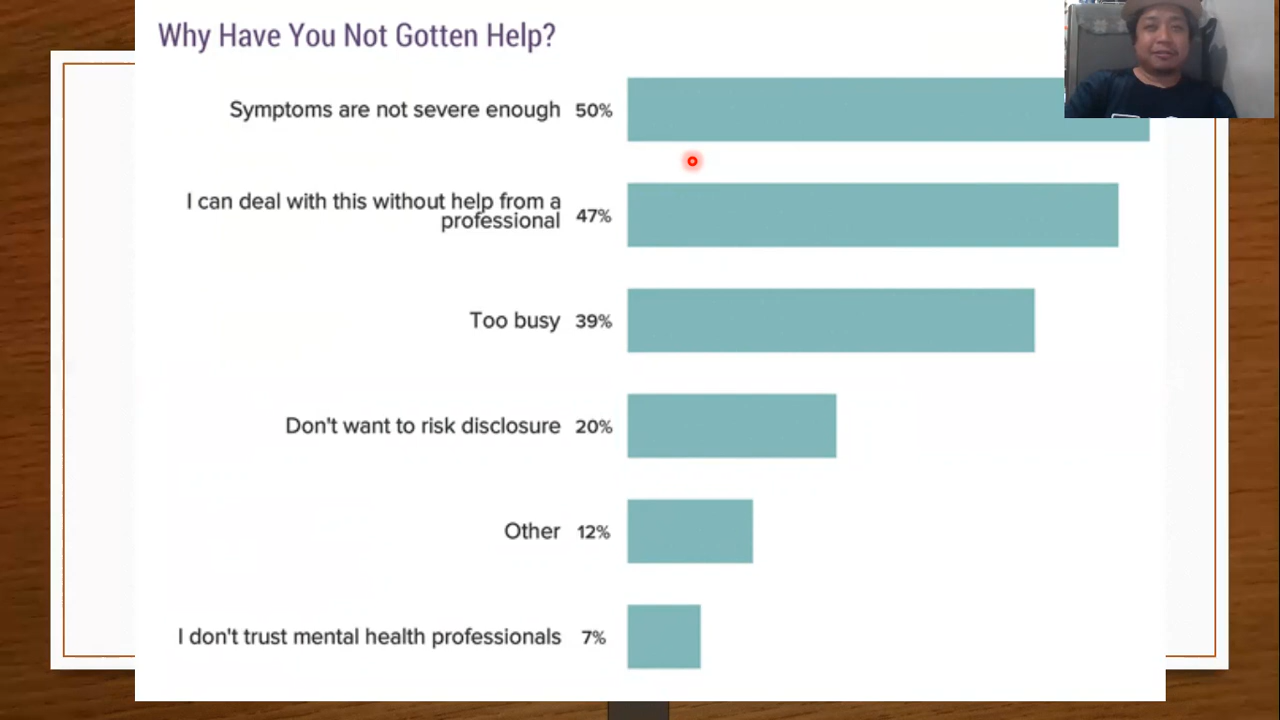 Why Have You Not Gotten Help?
Symptoms are not severe enough 50%
I can deal with this without help from a
professional 47%
Too busy 39%
Don't want to risk disclosure 20%
Other 12%
I don't trust mental health professionals 7%